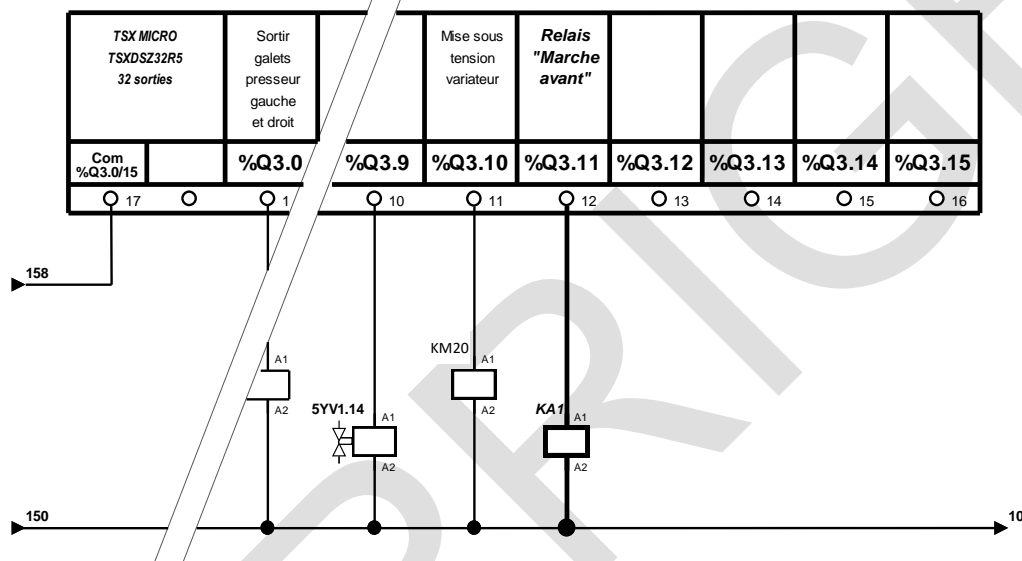 TSX MICRO
TSXDSZ32R5
32 sorties
Sortir
galets
presseur
gauche
et droit
Mise sous
tension
variateur
Relais
"Marche
avant"
Com
%Q3.0/15
%Q3.0
%Q3.9
%Q3.10
%Q3.11
%Q3.12
%Q3.13
%Q3.14
%Q3.15
17
1
10
11
12
13
14
15
16
158
A1
A2
5YV1.14
A1
A2
KM20
A1
A2
KA1
A1
A2
150
10